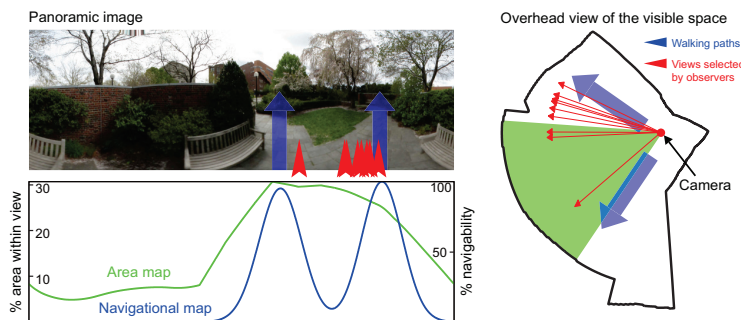 Panoramic image
Overhead view of the visible space
Walking paths
Views selected
by observers
Camera
30
20
10
% area within view
100
50
% navigability
Area map
Navigational map